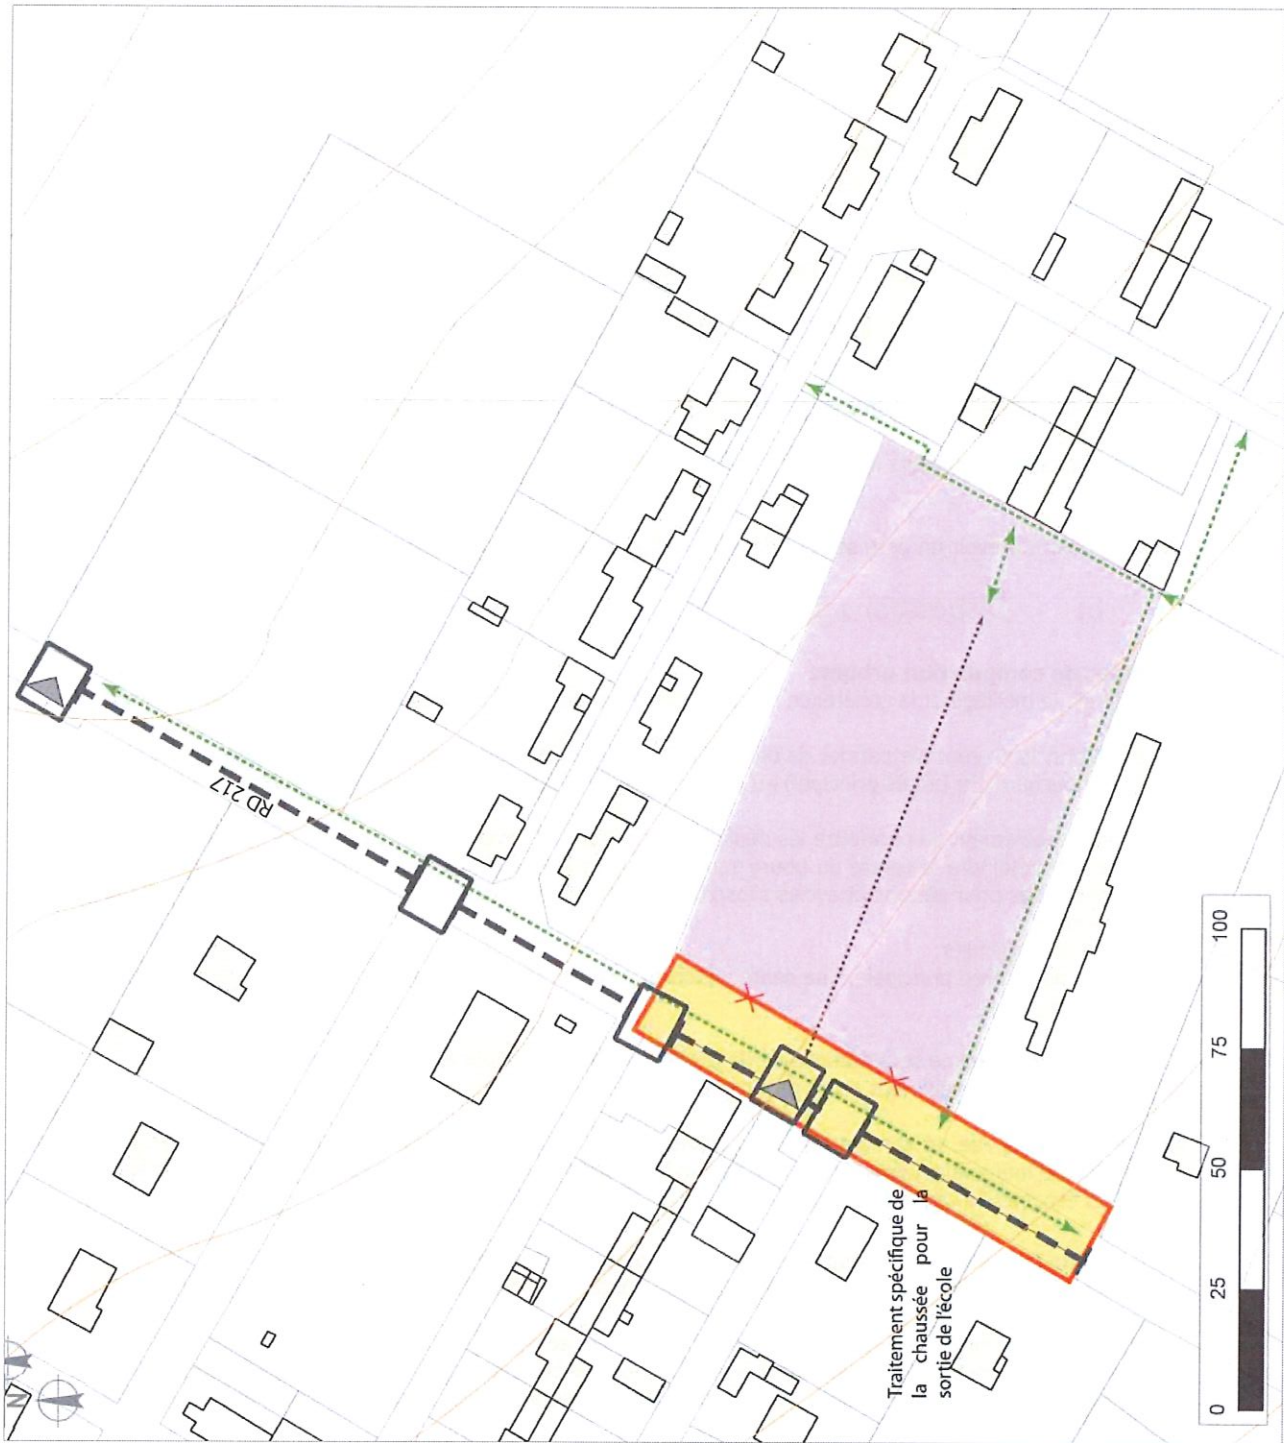 RD 217
Traitement spécifique de
la chaussée pour la
sortie de l'école
0 25 50 75 100
N